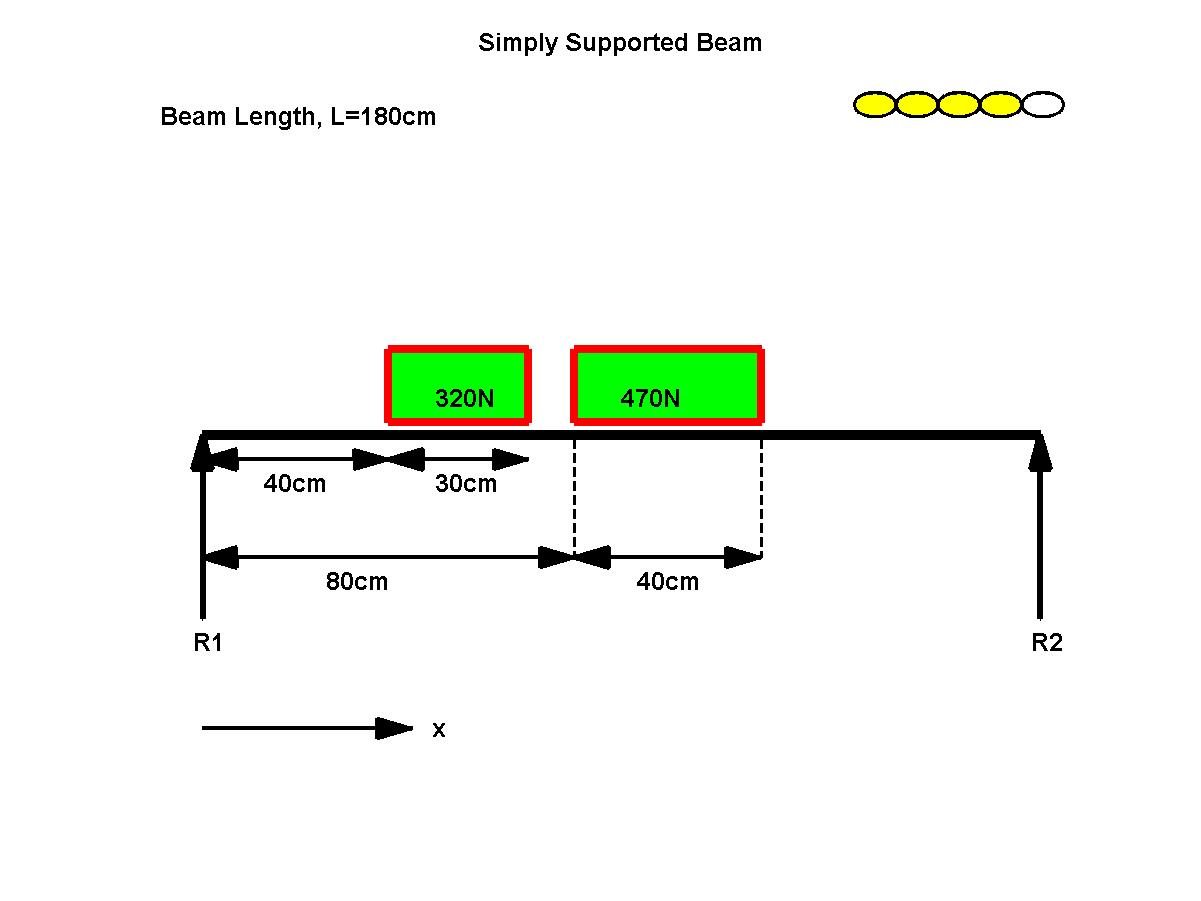 Simply Supported Beam
Beam Length, L=180cm
320N
470N
40cm
30cm
80cm
40cm
R1
R2
x